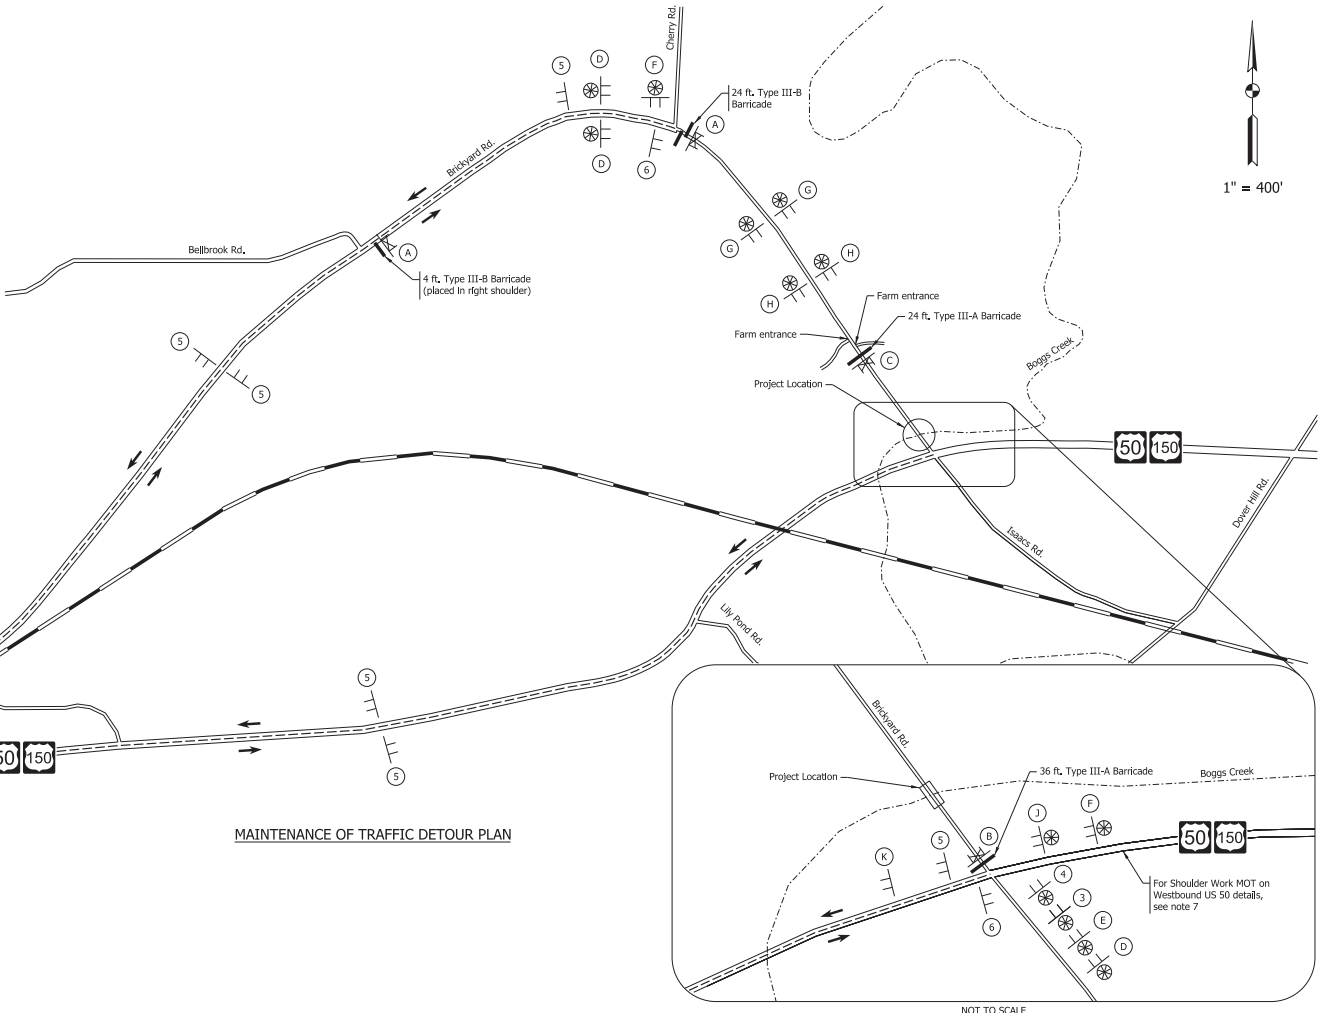 Cherry Rd.
5
D
F
24 ft. Type III-B
Barricade
A
Brickyard Rd.
D
6
1" = 400'
G
G
Bellbrook Rd.
A
4 ft. Type III-B Barricade
(placed in right shoulder)
H
H
Farm entrance
24 ft. Type III-A Barricade
Farm entrance
C
5
5
Boggs Creek
Project Location
50 150
Dover Hill Rd.
Isaacs Rd.
Lily Pond Rd.
5
5
50 150
MAINTENANCE OF TRAFFIC DETOUR PLAN
Brickyard Rd.
Project Location
36 ft. Type III-A Barricade
Boggs Creek
F
J
B
5
K
50 150
4
3
E
D
6
For Shoulder Work MOT on
Westbound US 50 details,
see note 7
NOT TO SCALE